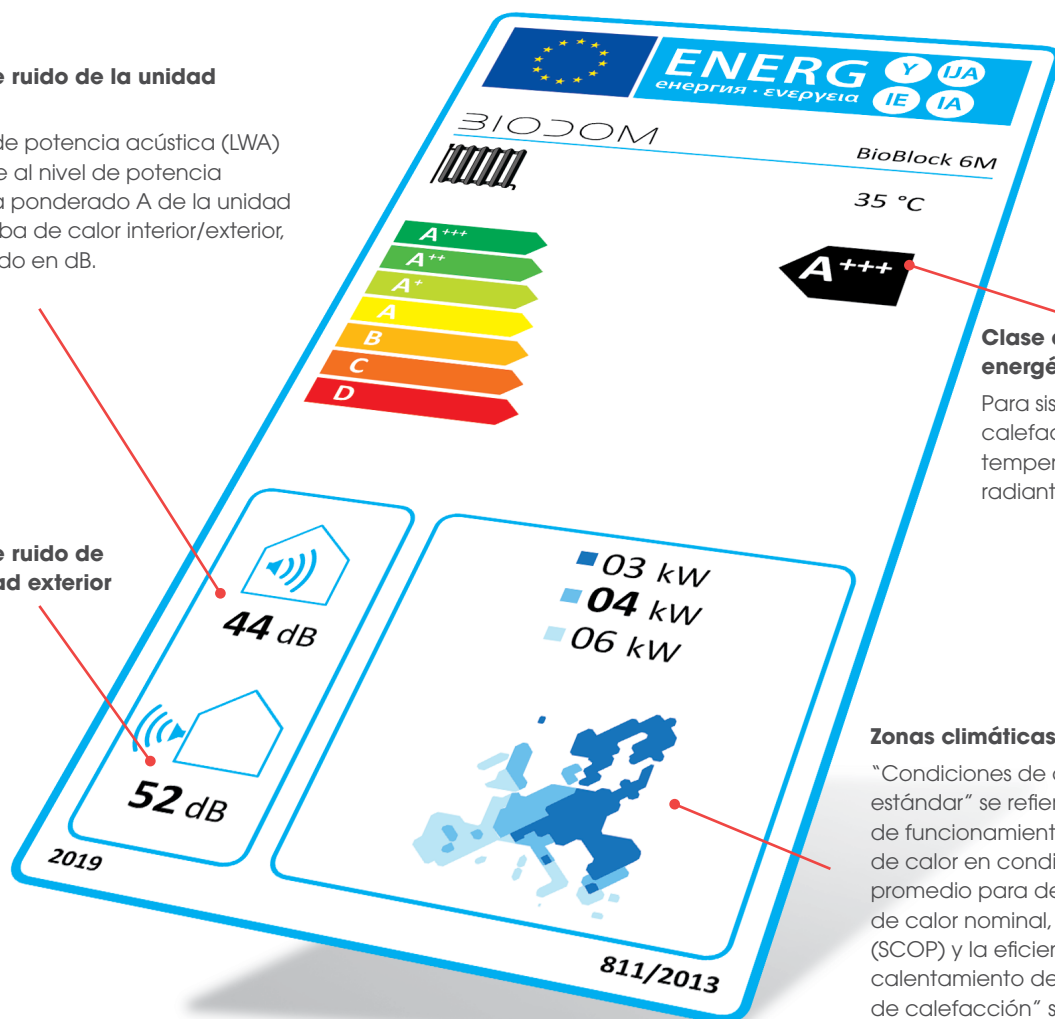 e ruido de la unidad
de potencia acústica (LWA)
e al nivel de potencia
a ponderado A de la unidad
ba de calor interior/exterior,
do en dB.
ENERG
енергия · ενεργεια
Y
IJA
IE
IA
BIODOM
BioBlock 6M
35 °C
A+++
A++
A+
A
B
C
D
A+++
Clase
energé
Para sis
calefac
temper
radiant
e ruido de
ad exterior
44 dB
52 dB
03 kW
04 kW
06 kW
2019
811/2013
Zonas climáticas
“Condiciones de
estándar” se refier
de funcionamient
de calor en condi
promedio para de
de calor nominal,
(SCOP) y la eficien
calentamiento de
de calefacción” s